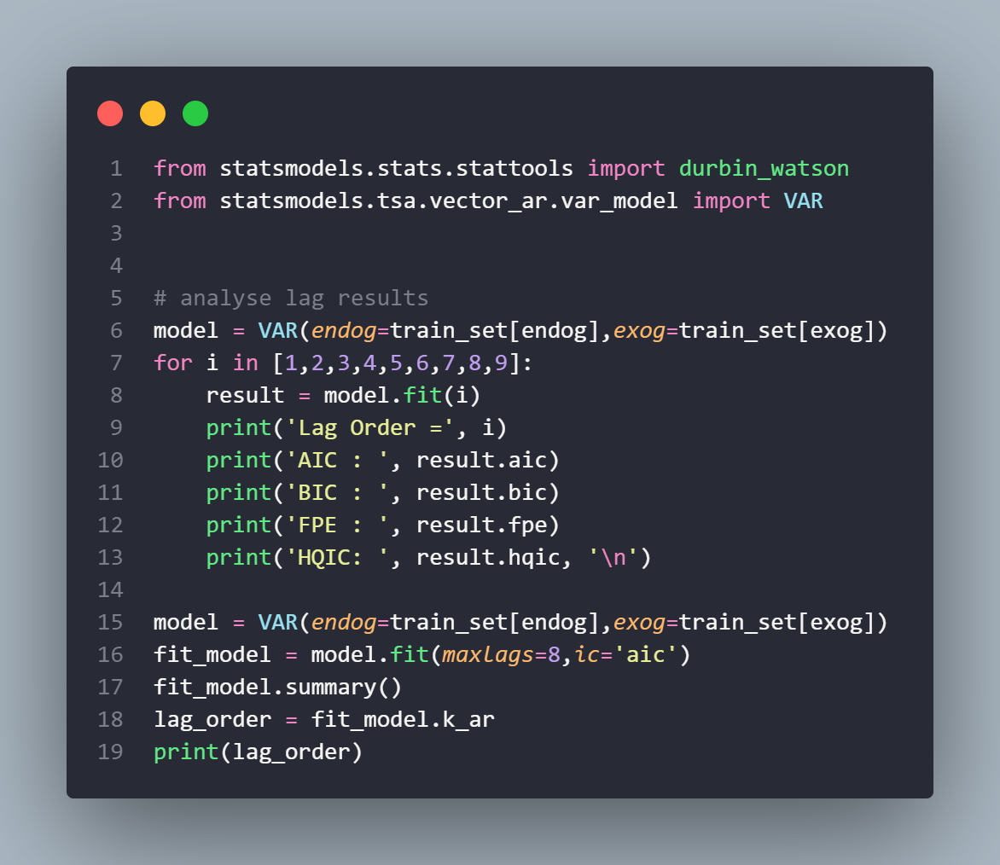 1 from statsmodels.stats.stattools import durbin_watson
2 from statsmodels.tsa.vector_ar.var_model import VAR
3
4
5 # analyse lag results
6 model = VAR(endog=train_set[endog],exog=train_set[exog])
7 for i in [1,2,3,4,5,6,7,8,9]:
8     result = model.fit(i)
9     print('Lag Order =', i)
10     print('AIC : ', result.aic)
11     print('BIC : ', result.bic)
12     print('FPE : ', result.fpe)
13     print('HQIC: ', result.hqic, '\n')
14
15 model = VAR(endog=train_set[endog],exog=train_set[exog])
16 fit_model = model.fit(maxlags=8,ic='aic')
17 fit_model.summary()
18 lag_order = fit_model.k_ar
19 print(lag_order)